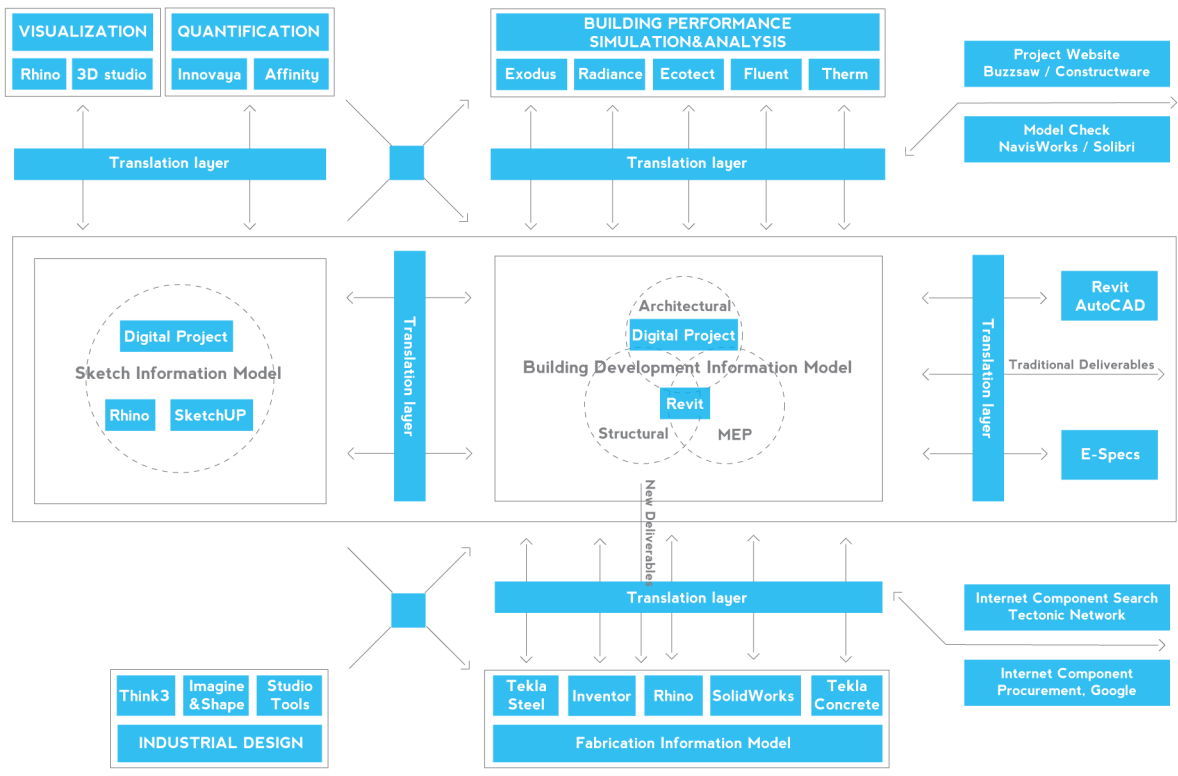 VISUALIZATION
Rhino
3D studio
QUANTIFICATION
Innovaya
Affinity
BUILDING PERFORMANCE
SIMULATION&ANALYSIS
Exodus
Radiance
Ecotect
Fluent
Therm
Project Website
Buzzsaw / Constructware
Model Check
NavisWorks / Solibri
Translation layer
Translation layer
Digital Project
Sketch Information Model
Rhino
SketchUP
Translation layer
Architectural
Digital Project
Building Development Information Model
Revit
Structural
MEP
Translation layer
Revit
AutoCAD
Traditional Deliverables
E-Specs
New Deliverables
Translation layer
Internet Component Search
Tectonic Network
Internet Component
Procurement, Google
Think3
Imagine
&Shape
Studio
Tools
INDUSTRIAL DESIGN
Tekla
Steel
Inventor
Rhino
SolidWorks
Tekla
Concrete
Fabrication Information Model